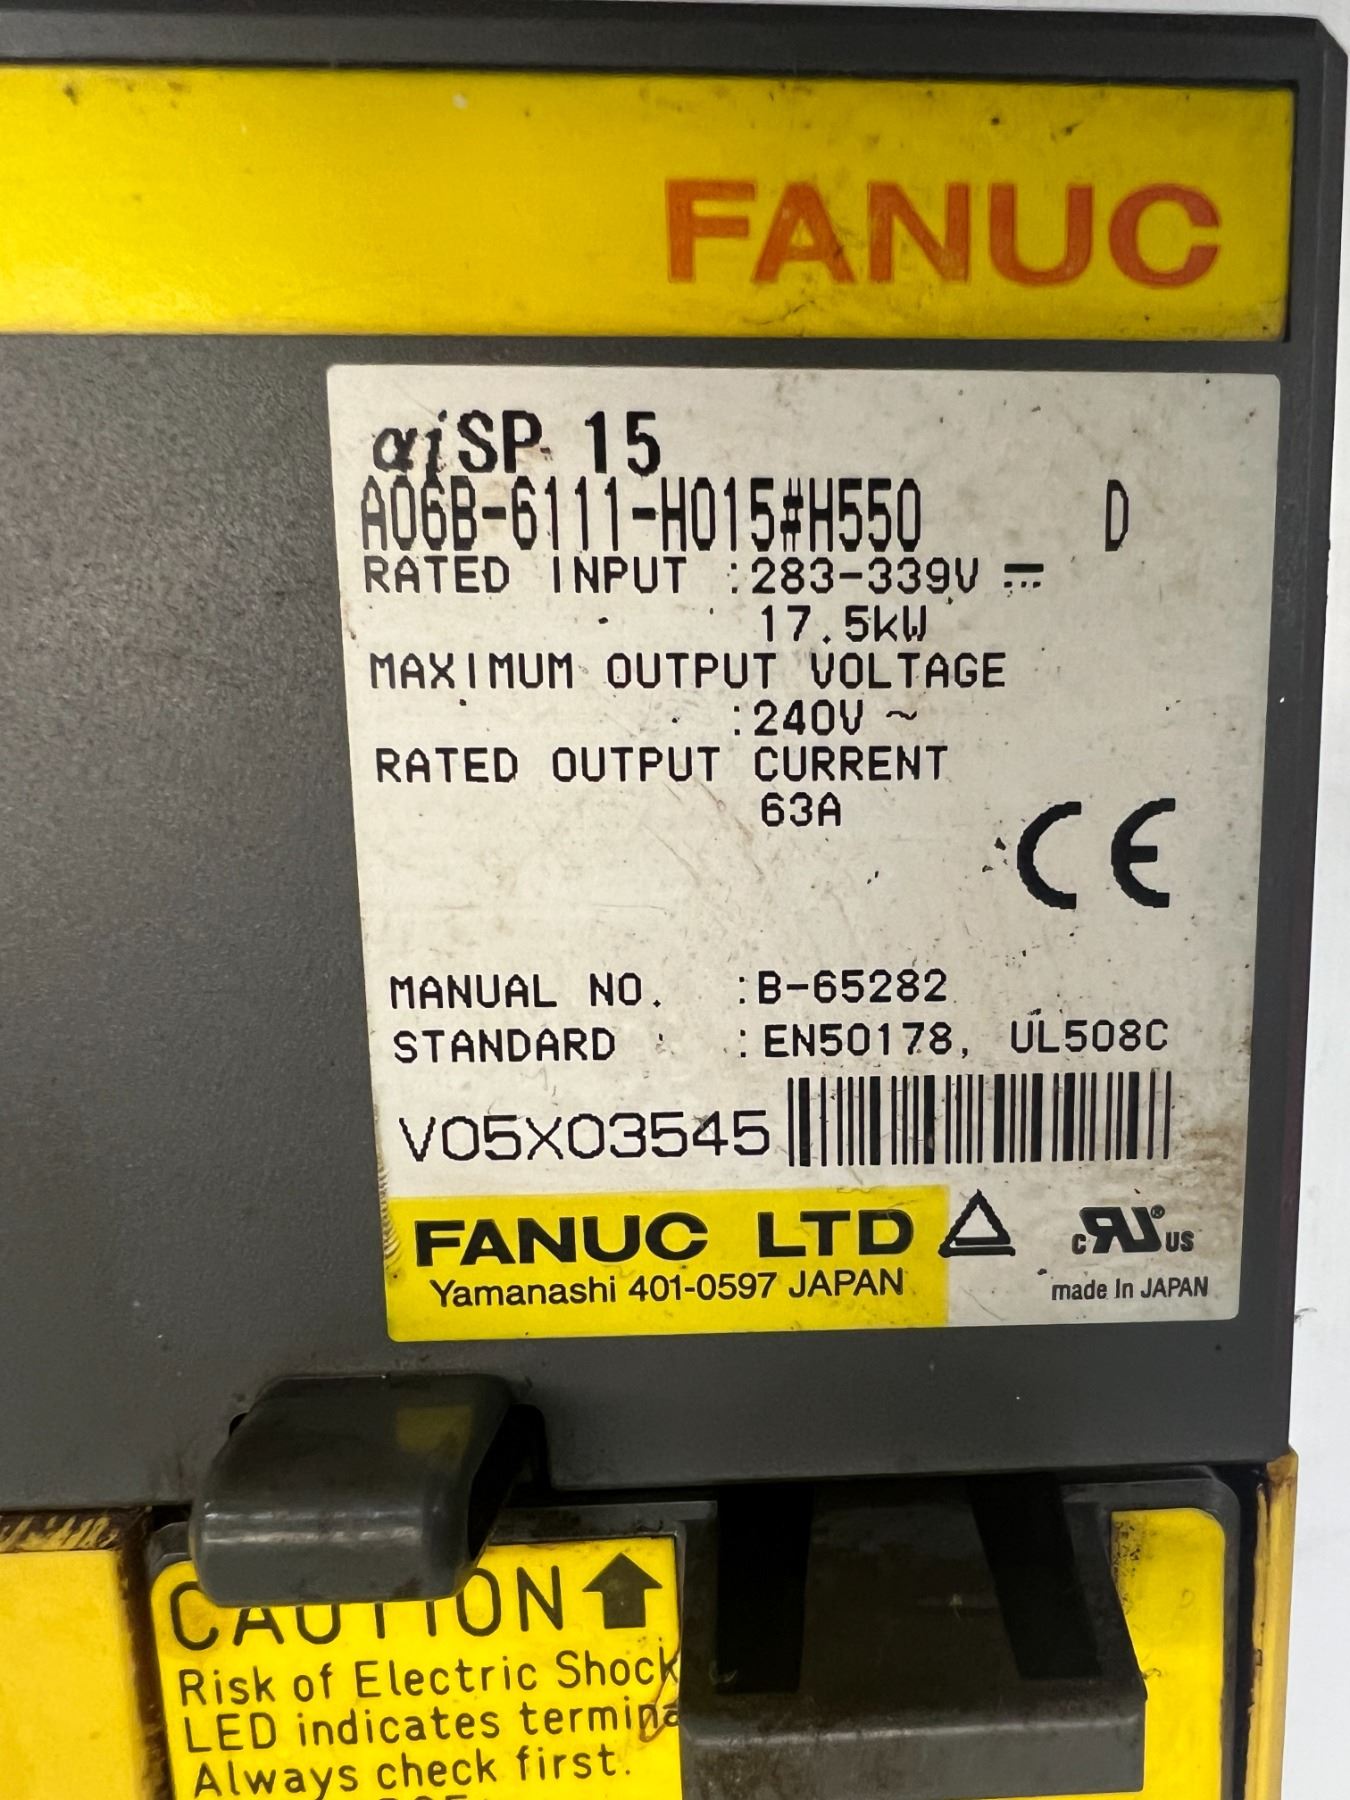 FANUC
αiSP 15
A06B-6111-H015#H550 D
RATED INPUT :283-339V ⎓
17.5kW
MAXIMUM OUTPUT VOLTAGE
:240V ~
RATED OUTPUT CURRENT
63A
CE
MANUAL NO. :B-65282
STANDARD :EN50178, UL508C
V05X03545
FANUC LTD
Yamanashi 401-0597 JAPAN
c RU ® US
made In JAPAN
CAUTION
Risk of Electric Shock
LED indicates termina
Always check first.